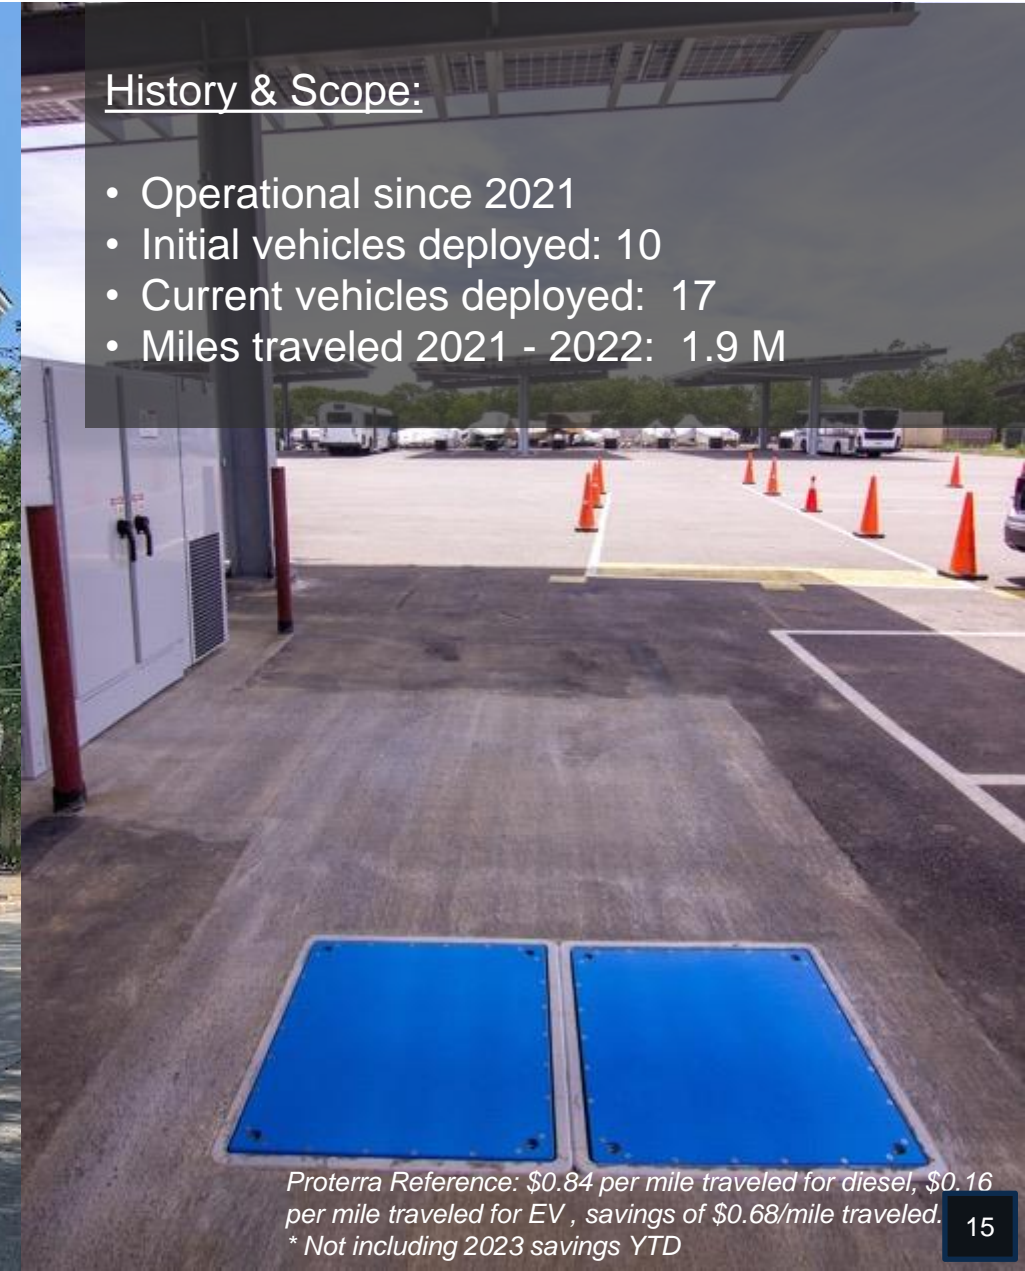 History & Scope:
• Operational since 2021
• Initial vehicles deployed: 10
• Current vehicles deployed:  17
• Miles traveled 2021 - 2022:  1.9 M
Proterra Reference: $0.84 per mile traveled for diesel, $0.16
per mile traveled for EV , savings of $0.68/mile traveled.
* Not including 2023 savings YTD
15